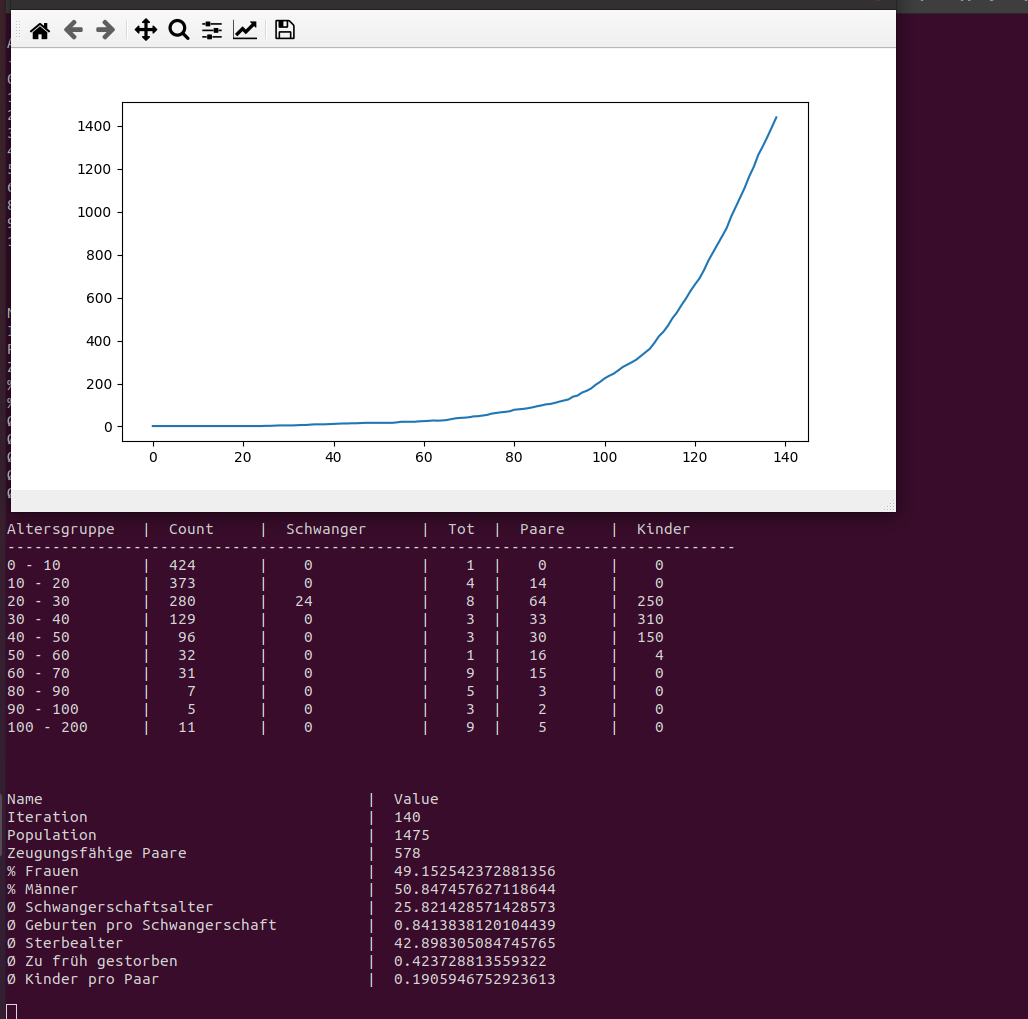 1400
1200
1000
800
600
400
200
0
0 20 40 60 80 100 120 140
Altersgruppe | Count | Schwanger | Tot | Paare | Kinder
---------------------------------------------------------------------------------
0 - 10 | 424 | 0 | 1 | 0 | 0
10 - 20 | 373 | 0 | 4 | 14 | 0
20 - 30 | 280 | 24 | 8 | 64 | 250
30 - 40 | 129 | 0 | 3 | 33 | 310
40 - 50 | 96 | 0 | 3 | 30 | 150
50 - 60 | 32 | 0 | 1 | 16 | 4
60 - 70 | 31 | 0 | 9 | 15 | 0
80 - 90 | 7 | 0 | 5 | 3 | 0
90 - 100 | 5 | 0 | 3 | 2 | 0
100 - 200 | 11 | 0 | 9 | 5 | 0
Name | Value
Iteration | 140
Population | 1475
Zeugungsfähige Paare | 578
% Frauen | 49.152542372881356
% Männer | 50.847457627118644
Ø Schwangerschaftsalter | 25.821428571428573
Ø Geburten pro Schwangerschaft | 0.8413838120104439
Ø Sterbealter | 42.898305084745765
Ø Zu früh gestorben | 0.423728813559322
Ø Kinder pro Paar | 0.1905946752923613